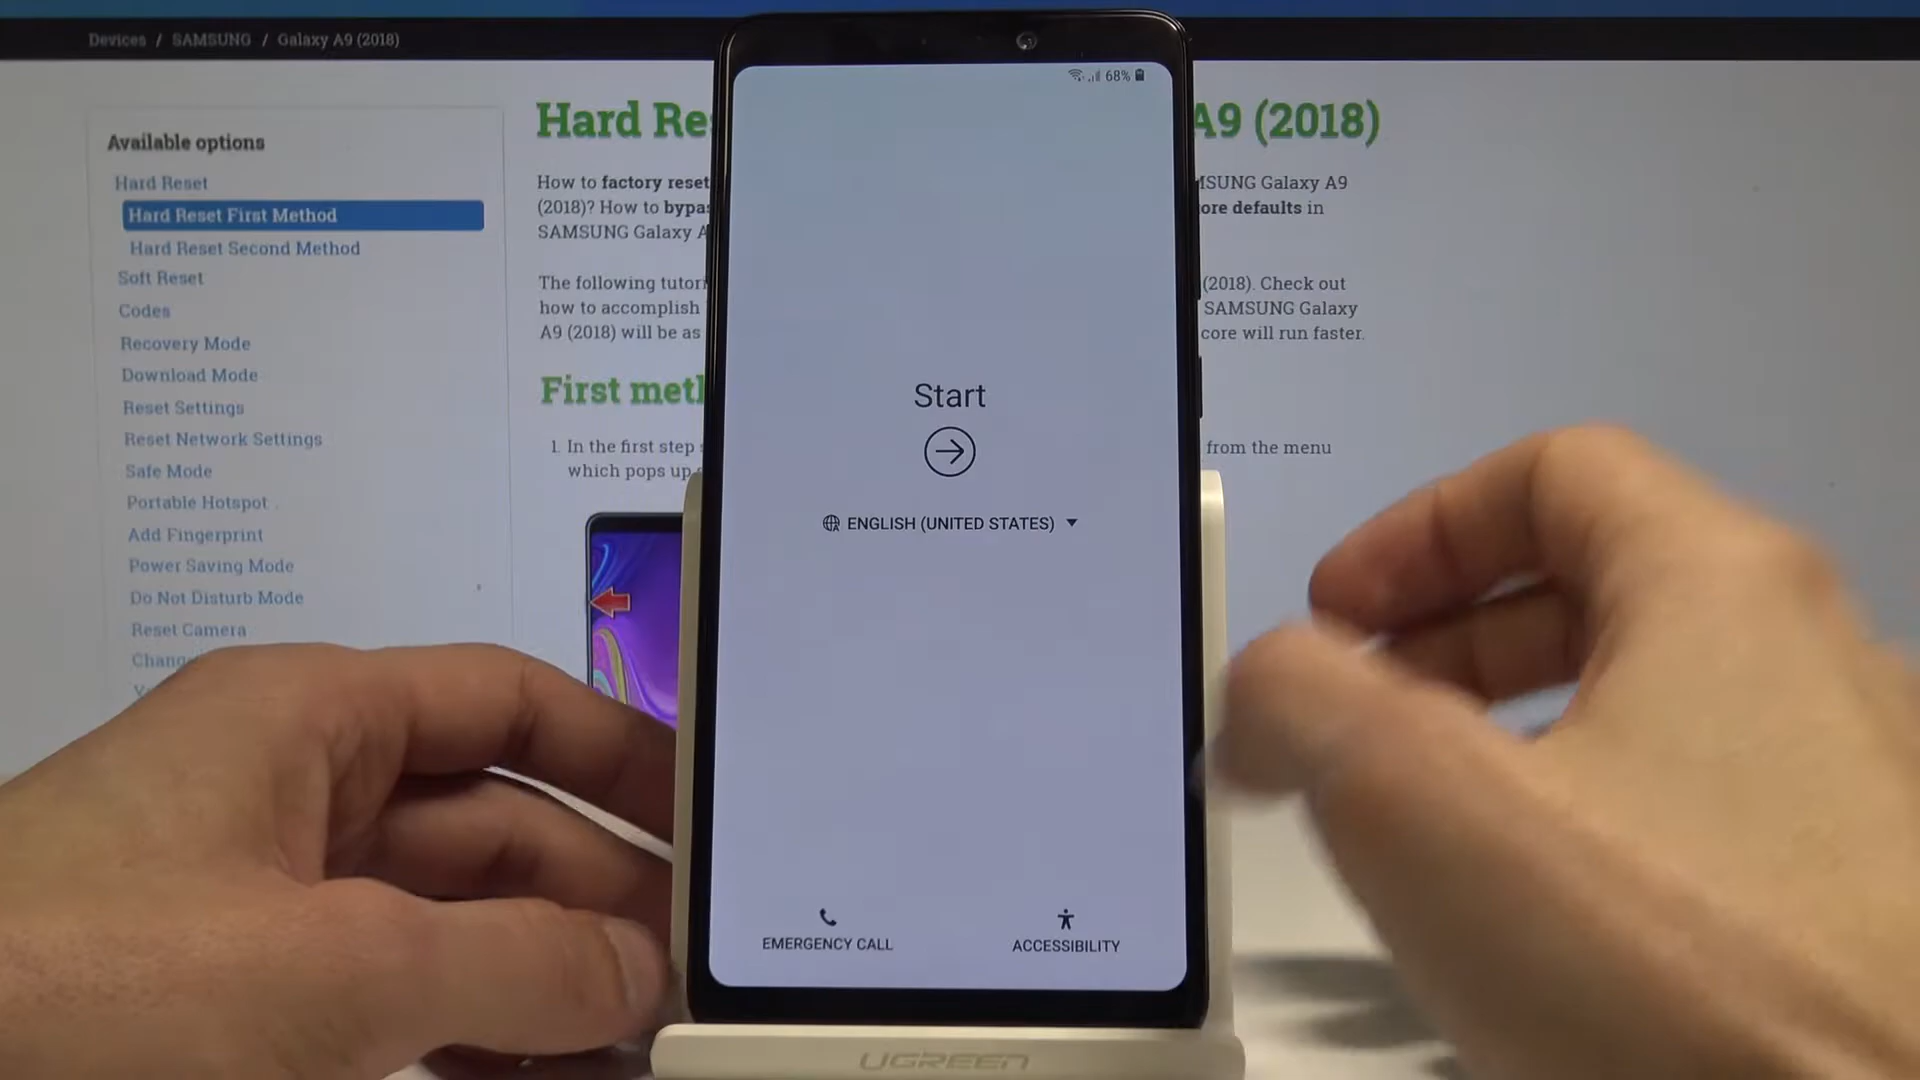 Devices / SAMSUNG / Galaxy A9 (2018)
Available options
Hard Reset
Hard Reset First Method
Hard Reset Second Method
Soft Reset
Codes
Recovery Mode
Download Mode
Reset Settings
Reset Network Settings
Safe Mode
Portable Hotspot
Add Fingerprint
Power Saving Mode
Do Not Disturb Mode
Reset Camera
Hard Re
A9 (2018)
How to factory reset
SUNG Galaxy A9
(2018)? How to bypa
ore defaults in
SAMSUNG Galaxy A
The following tutori
(2018). Check out
how to accomplish
SAMSUNG Galaxy
A9 (2018) will be as
core will run faster.
First met
1. In the first step
from the menu
which pops up
68%
Start
ENGLISH (UNITED STATES)
EMERGENCY CALL
ACCESSIBILITY
UGREEN